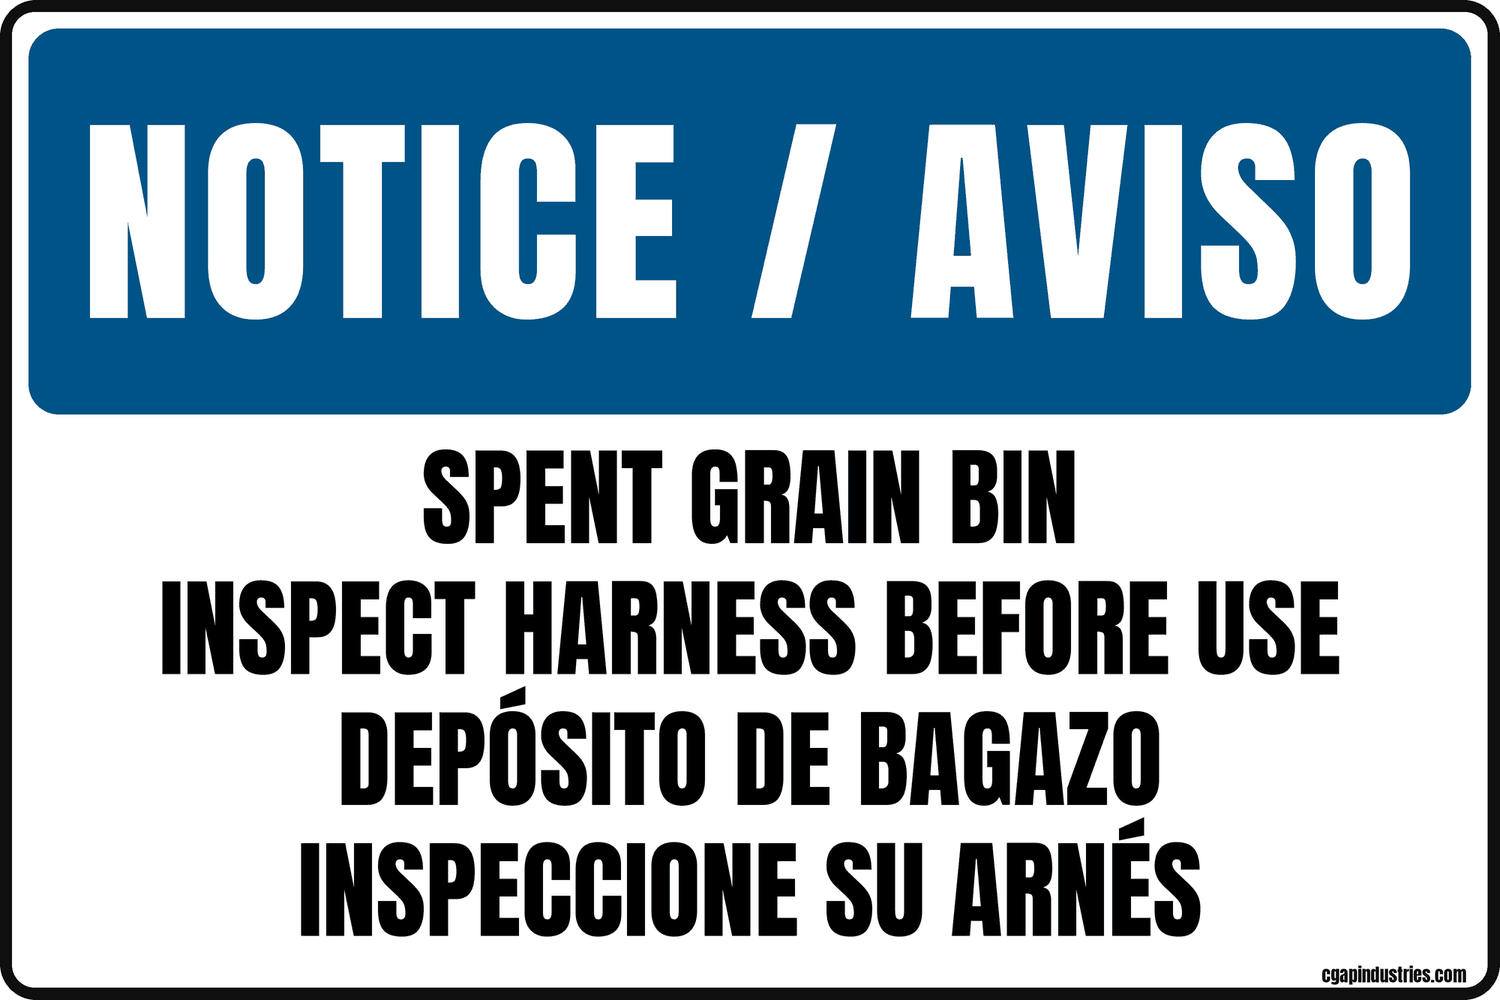 NOTICE / AVISO
SPENT GRAIN BIN
INSPECT HARNESS BEFORE USE
DEPÓSITO DE BAGAZO
INSPECCIONE SU ARNÉS
cgapindustries.com